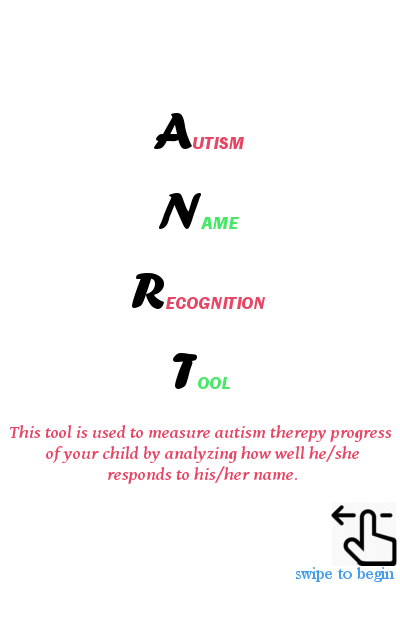 AUTISM
NAME
RECOGNITION
TOOL
This tool is used to measure autism therepy progress
of your child by analyzing how well he/she
responds to his/her name.
swipe to begin